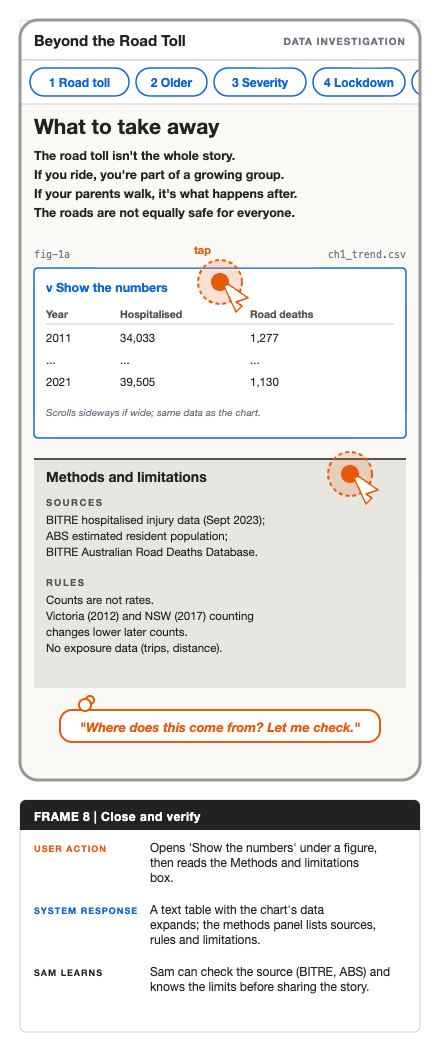 Beyond the Road Toll
DATA INVESTIGATION
1 Road toll
2 Older
3 Severity
4 Lockdown
What to take away
The road toll isn't the whole story.
If you ride, you're part of a growing group.
If your parents walk, it's what happens after.
The roads are not equally safe for everyone.
tap
fig-1a
ch1_trend.csv
v Show the numbers
Year Hospitalised Road deaths
2011 34,033 1,277
... ... ...
2021 39,505 1,130
Scrolls sideways if wide; same data as the chart.
Methods and limitations
SOURCES
BITRE hospitalised injury data (Sept 2023);
ABS estimated resident population;
BITRE Australian Road Deaths Database.
RULES
Counts are not rates.
Victoria (2012) and NSW (2017) counting
changes lower later counts.
No exposure data (trips, distance).
"Where does this come from? Let me check."
FRAME 8 | Close and verify
USER ACTION
Opens 'Show the numbers' under a figure,
then reads the Methods and limitations
box.
SYSTEM RESPONSE
A text table with the chart's data
expands; the methods panel lists sources,
rules and limitations.
SAM LEARNS
Sam can check the source (BITRE, ABS) and
knows the limits before sharing the story.